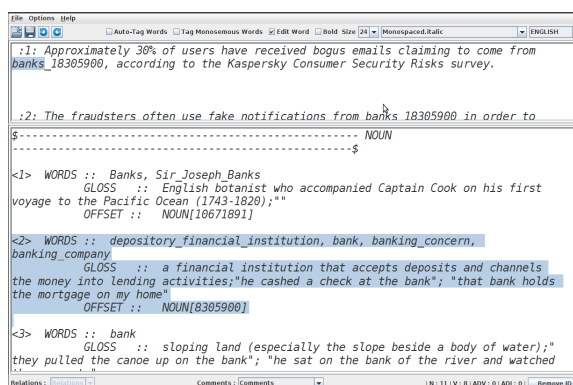 File Options Help
Auto-Tag Words Tag Monosemous Words Edit Word Bold Size 24 Monospaced.italic ENGLISH
:1: Approximately 30% of users have received bogus emails claiming to come from
banks_18305900, according to the Kaspersky Consumer Security Risks survey.
:2: The fraudsters often use fake notifications from banks_18305900 in order to
$---------------------------------------------------- NOUN
----------------------------------------------------$
<1> WORDS :: Banks, Sir_Joseph_Banks
GLOSS :: English botanist who accompanied Captain Cook on his first
voyage to the Pacific Ocean (1743-1820);""
OFFSET :: NOUN[10671891]
<2> WORDS :: depository_financial_institution, bank, banking_concern,
banking_company
GLOSS :: a financial institution that accepts deposits and channels
the money into lending activities;"he cashed a check at the bank"; "that bank holds
the mortgage on my home"
OFFSET :: NOUN[8305900]
<3> WORDS :: bank
GLOSS :: sloping land (especially the slope beside a body of water);"
they pulled the canoe up on the bank"; "he sat on the bank of the river and watched
Relations : Relations Comments : Comments | N : 11 | V : 8 | ADV : 0 | ADJ : 0 | Remove ID